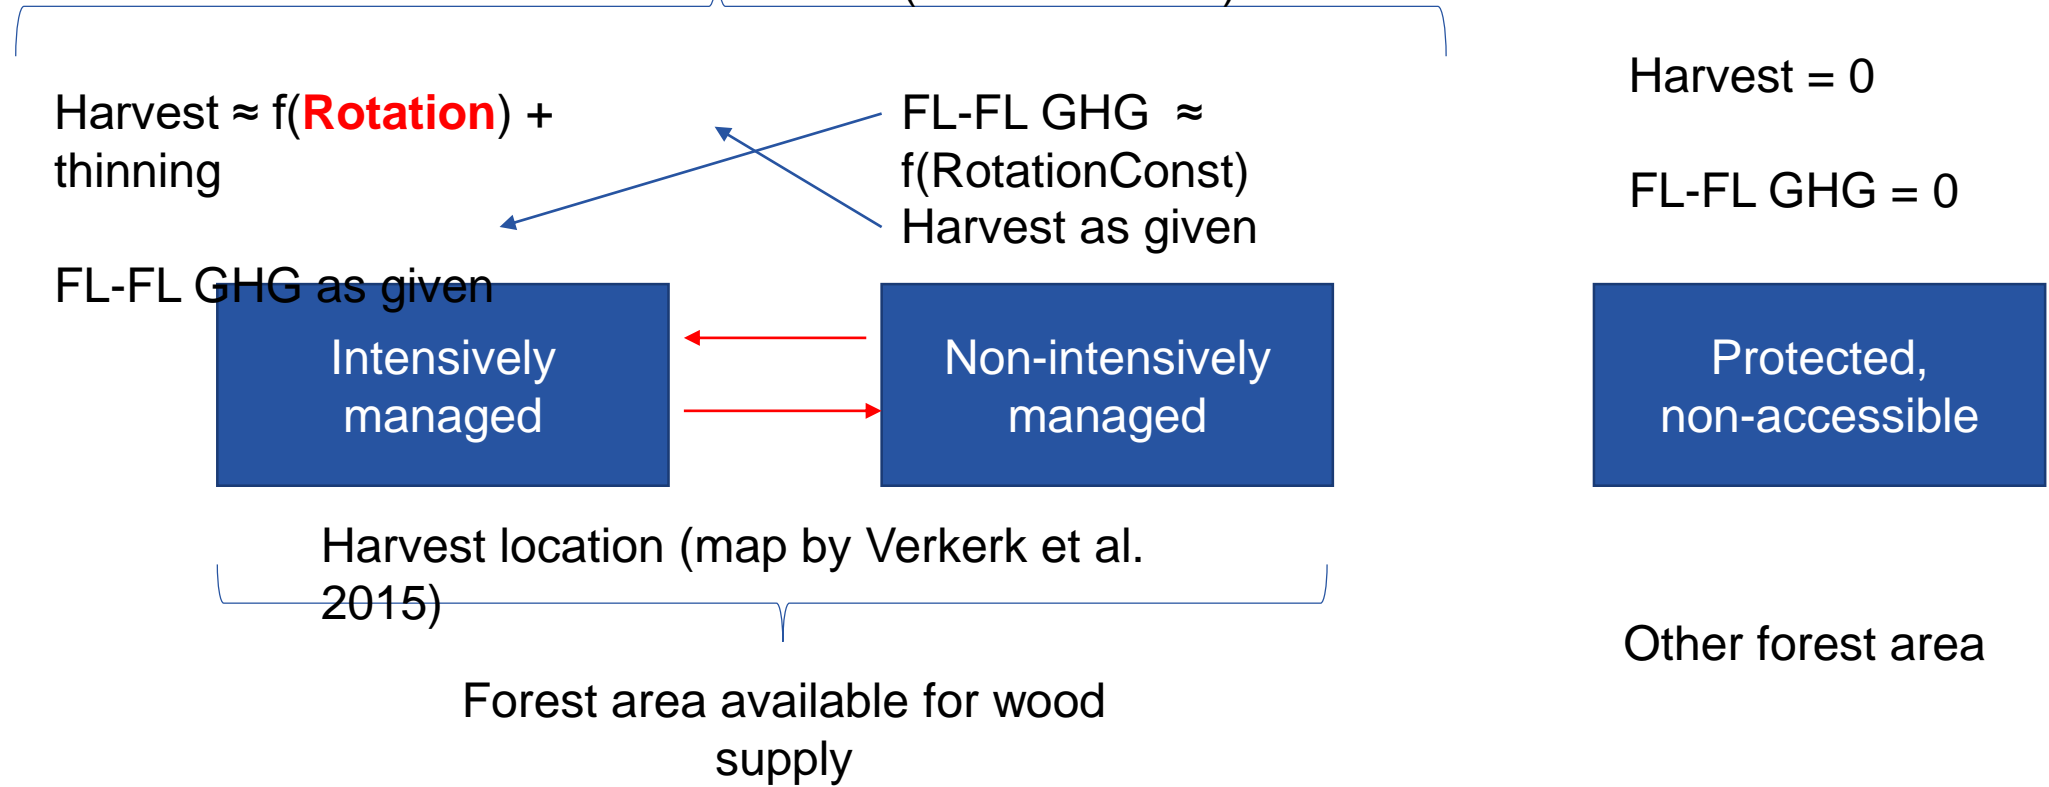 Harvest ≈ f(Rotation) +
thinning
FL-FL GHG as given
FL-FL GHG ≈
f(RotationConst)
Harvest as given
Harvest = 0
FL-FL GHG = 0
Intensively
managed
Non-intensively
managed
Protected,
non-accessible
Harvest location (map by Verkerk et al.
2015)
Forest area available for wood
supply
Other forest area